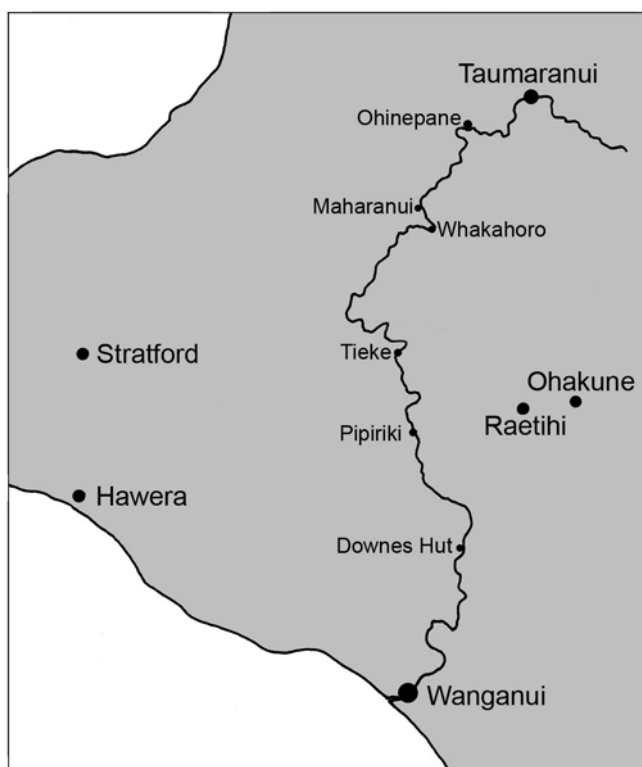 Taumaranui
Ohinepane
Maharanui
Whakahoro
Stratford
Tieke
Ohakune
Raetihi
Pipiriki
Hawera
Downes Hut
Wanganui